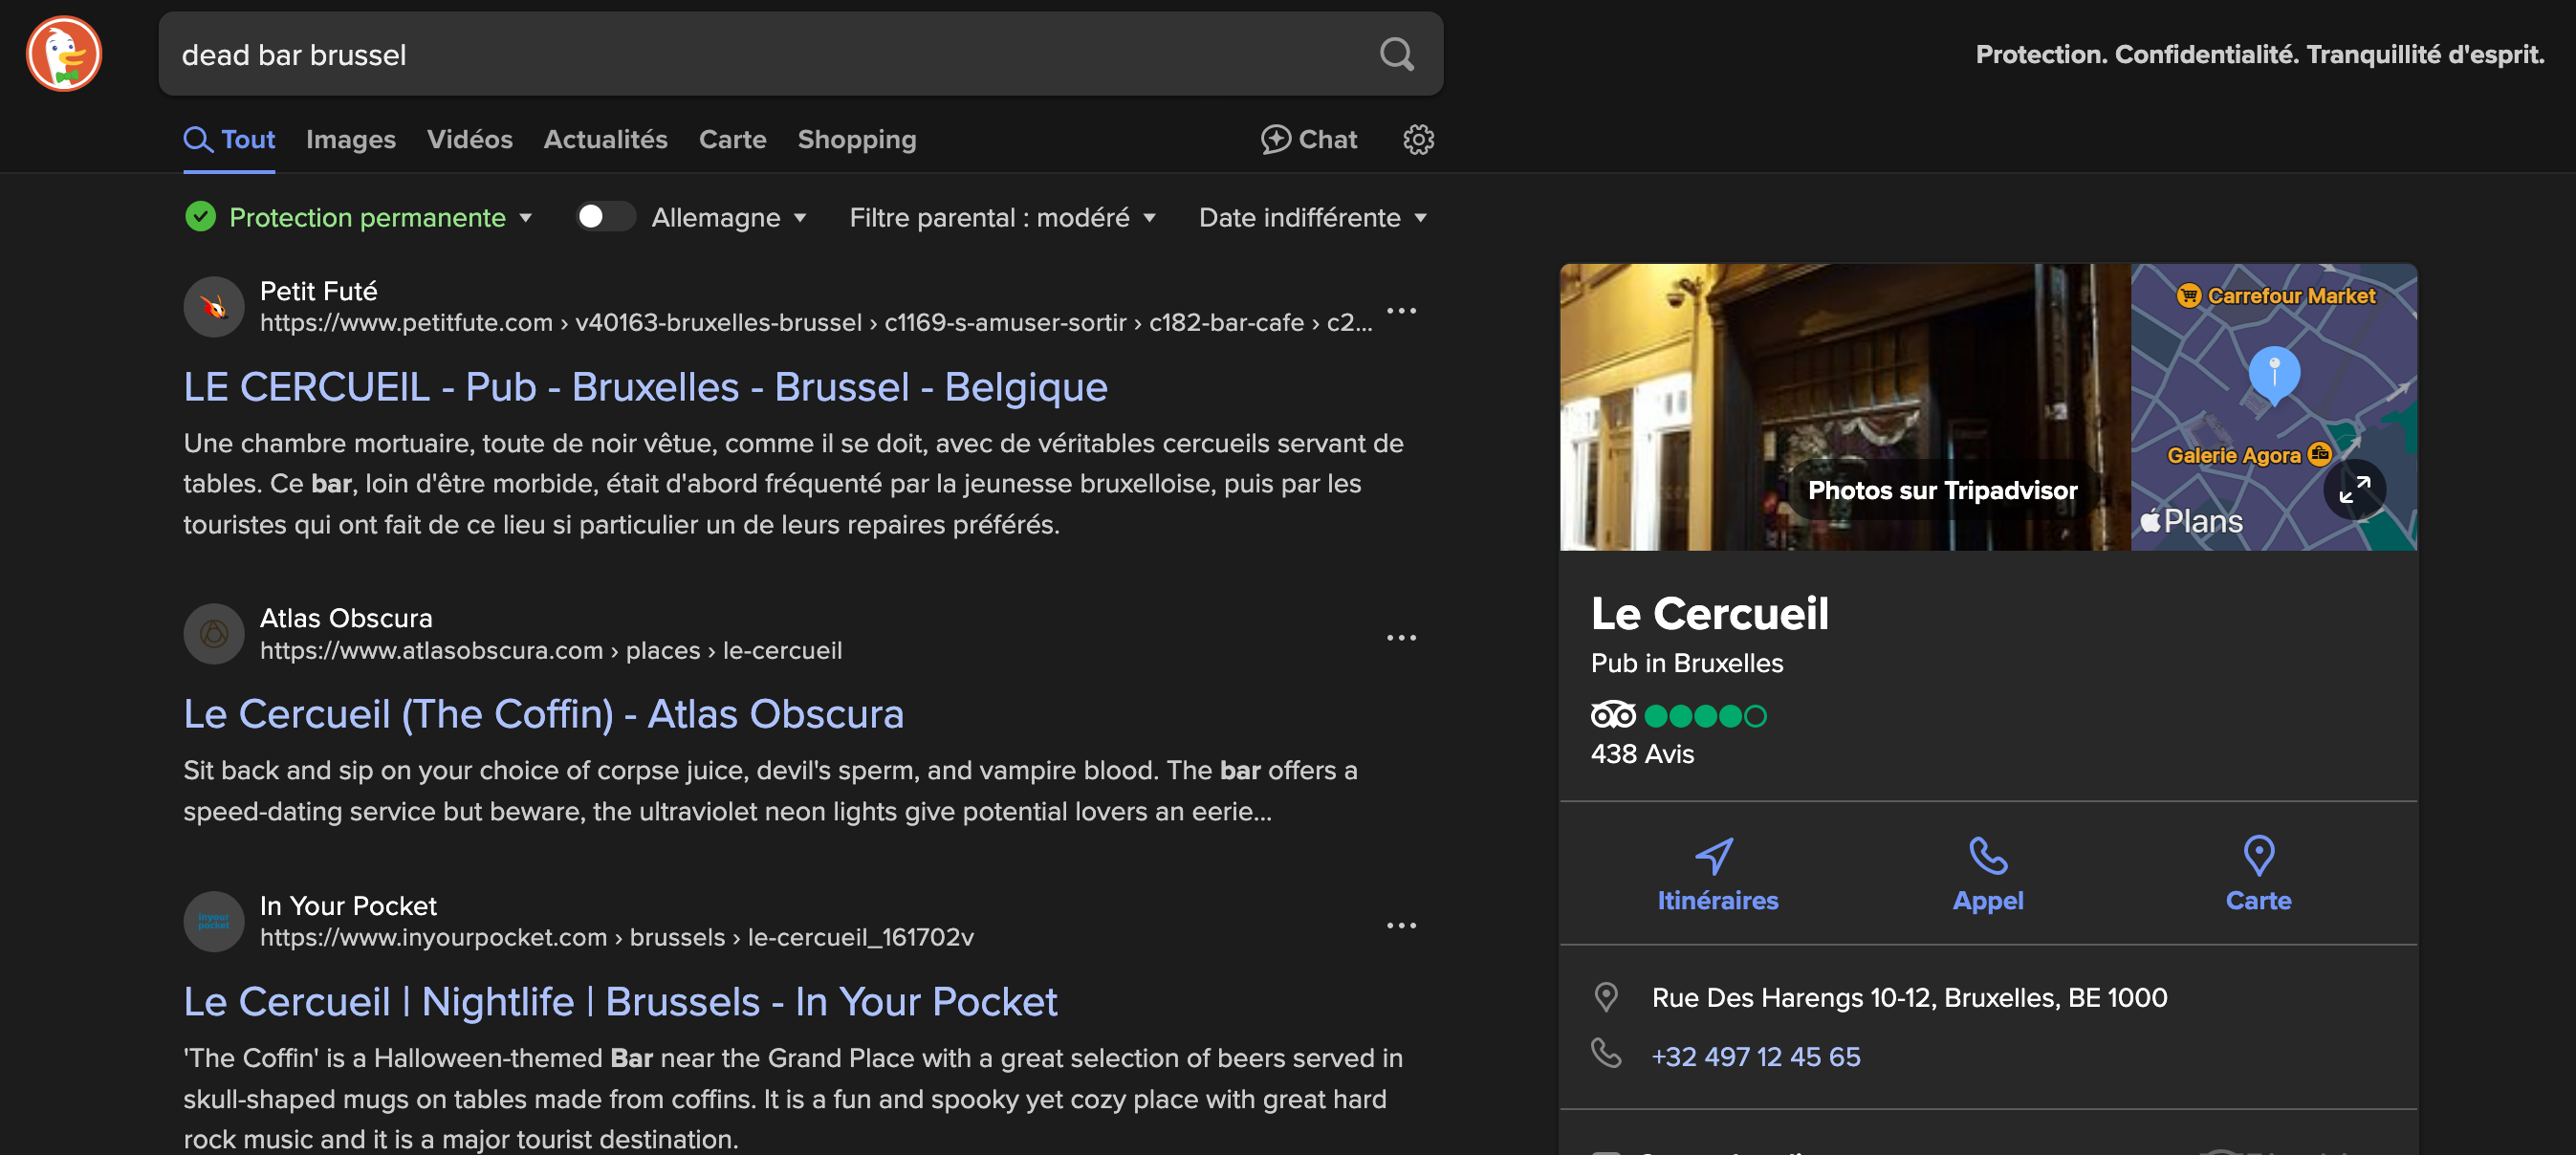 dead bar brussel
Protection. Confidentialité. Tranquillité d'esprit.
Tout Images Vidéos Actualités Carte Shopping Chat
Protection permanente Allemagne Filtre parental : modéré Date indifférente
Petit Futé
https://www.petitfute.com › v40163-bruxelles-brussel › c1169-s-amuser-sortir › c182-bar-cafe › c2...
LE CERCUEIL - Pub - Bruxelles - Brussel - Belgique
Une chambre mortuaire, toute de noir vêtue, comme il se doit, avec de véritables cercueils servant de
tables. Ce bar, loin d'être morbide, était d'abord fréquenté par la jeunesse bruxelloise, puis par les
touristes qui ont fait de ce lieu si particulier un de leurs repaires préférés.
Atlas Obscura
https://www.atlasobscura.com › places › le-cercueil
Le Cercueil (The Coffin) - Atlas Obscura
Sit back and sip on your choice of corpse juice, devil's sperm, and vampire blood. The bar offers a
speed-dating service but beware, the ultraviolet neon lights give potential lovers an eerie...
inyour
pocket
In Your Pocket
https://www.inyourpocket.com › brussels › le-cercueil_161702v
Le Cercueil | Nightlife | Brussels - In Your Pocket
'The Coffin' is a Halloween-themed Bar near the Grand Place with a great selection of beers served in
skull-shaped mugs on tables made from coffins. It is a fun and spooky yet cozy place with great hard
rock music and it is a major tourist destination.
Photos sur Tripadvisor
Carrefour Market
Galerie Agora
Plans
Le Cercueil
Pub in Bruxelles
438 Avis
Itinéraires Appel Carte
Rue Des Harengs 10-12, Bruxelles, BE 1000
+32 497 12 45 65